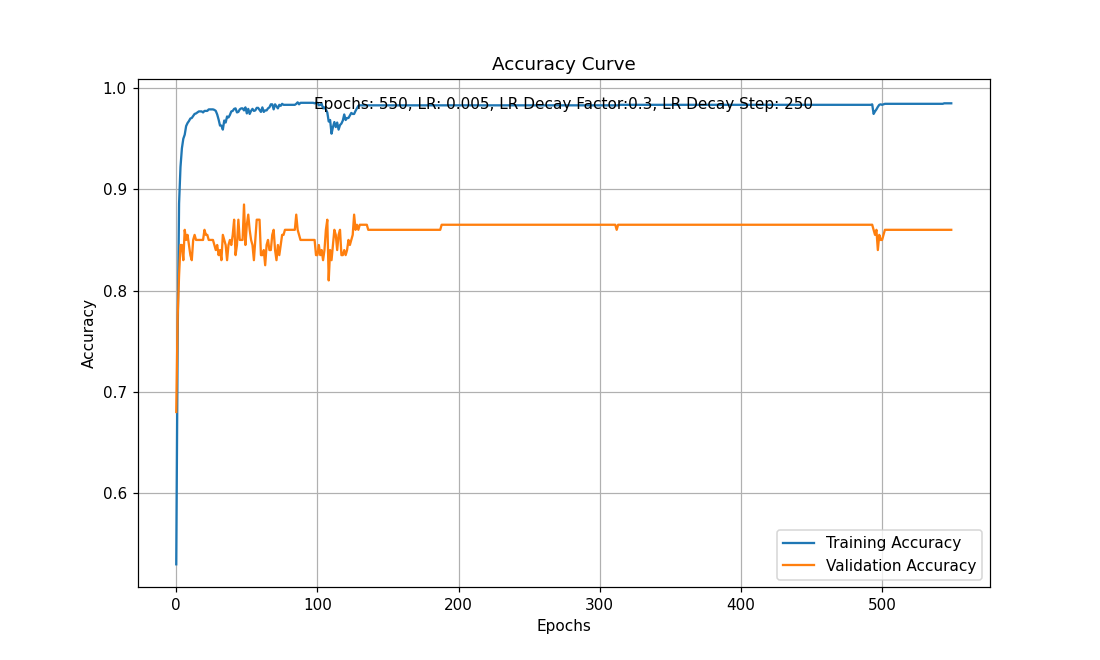 Accuracy Curve
Epochs: 550, LR: 0.005, LR Decay Factor:0.3, LR Decay Step: 250
1.0
0.9
0.8
0.7
0.6
Accuracy
Training Accuracy
Validation Accuracy
0 100 200 300 400 500
Epochs